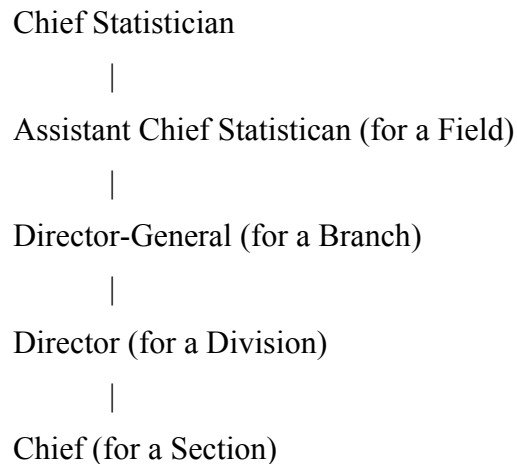 Chief Statistician
|
Assistant Chief Statistican (for a Field)
|
Director-General (for a Branch)
|
Director (for a Division)
|
Chief (for a Section)